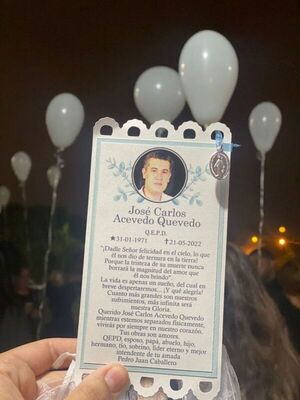 José Carlos
Acevedo Quevedo
Q.E.P.D.
★31-01-1971 †21-05-2022
"¡Dadle Señor felicidad en el cielo, lo que
él nos dio de ternura en la tierra!
Porque la tristeza de su muerte nunca
borrará la magnitud del amor que
él nos brindó"
La vida es apenas un sueño, del cual en
breve despertaremos... ¡Y qué alegría!
Cuanto más grandes son nuestros
sufrimientos, más infinita será
nuestra Gloria.
Querido José Carlos Acevedo Quevedo
mientras estemos separados físicamente,
vivirás por siempre en nuestro corazón.
Tus obras son amores.
QEPD, esposo, papá, abuelo, hijo,
hermano, tío, sobrino, líder eterno y mejor
intendente de tu amada
Pedro Juan Caballero